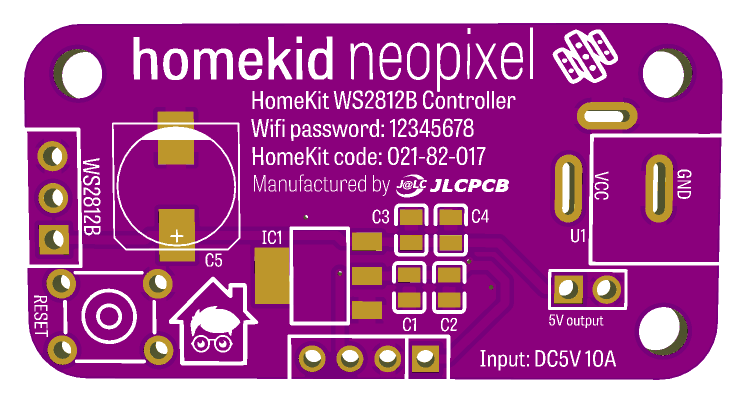 homekid neopixel
HomeKit WS2812B Controller
Wifi password: 12345678
HomeKit code: 021-82-017
Manufactured by J@LC JLCPCB
WS2812B
VCC
GND
C3
C4
IC1
U1
+
C5
RESET
5V output
C1
C2
Input: DC5V 10A